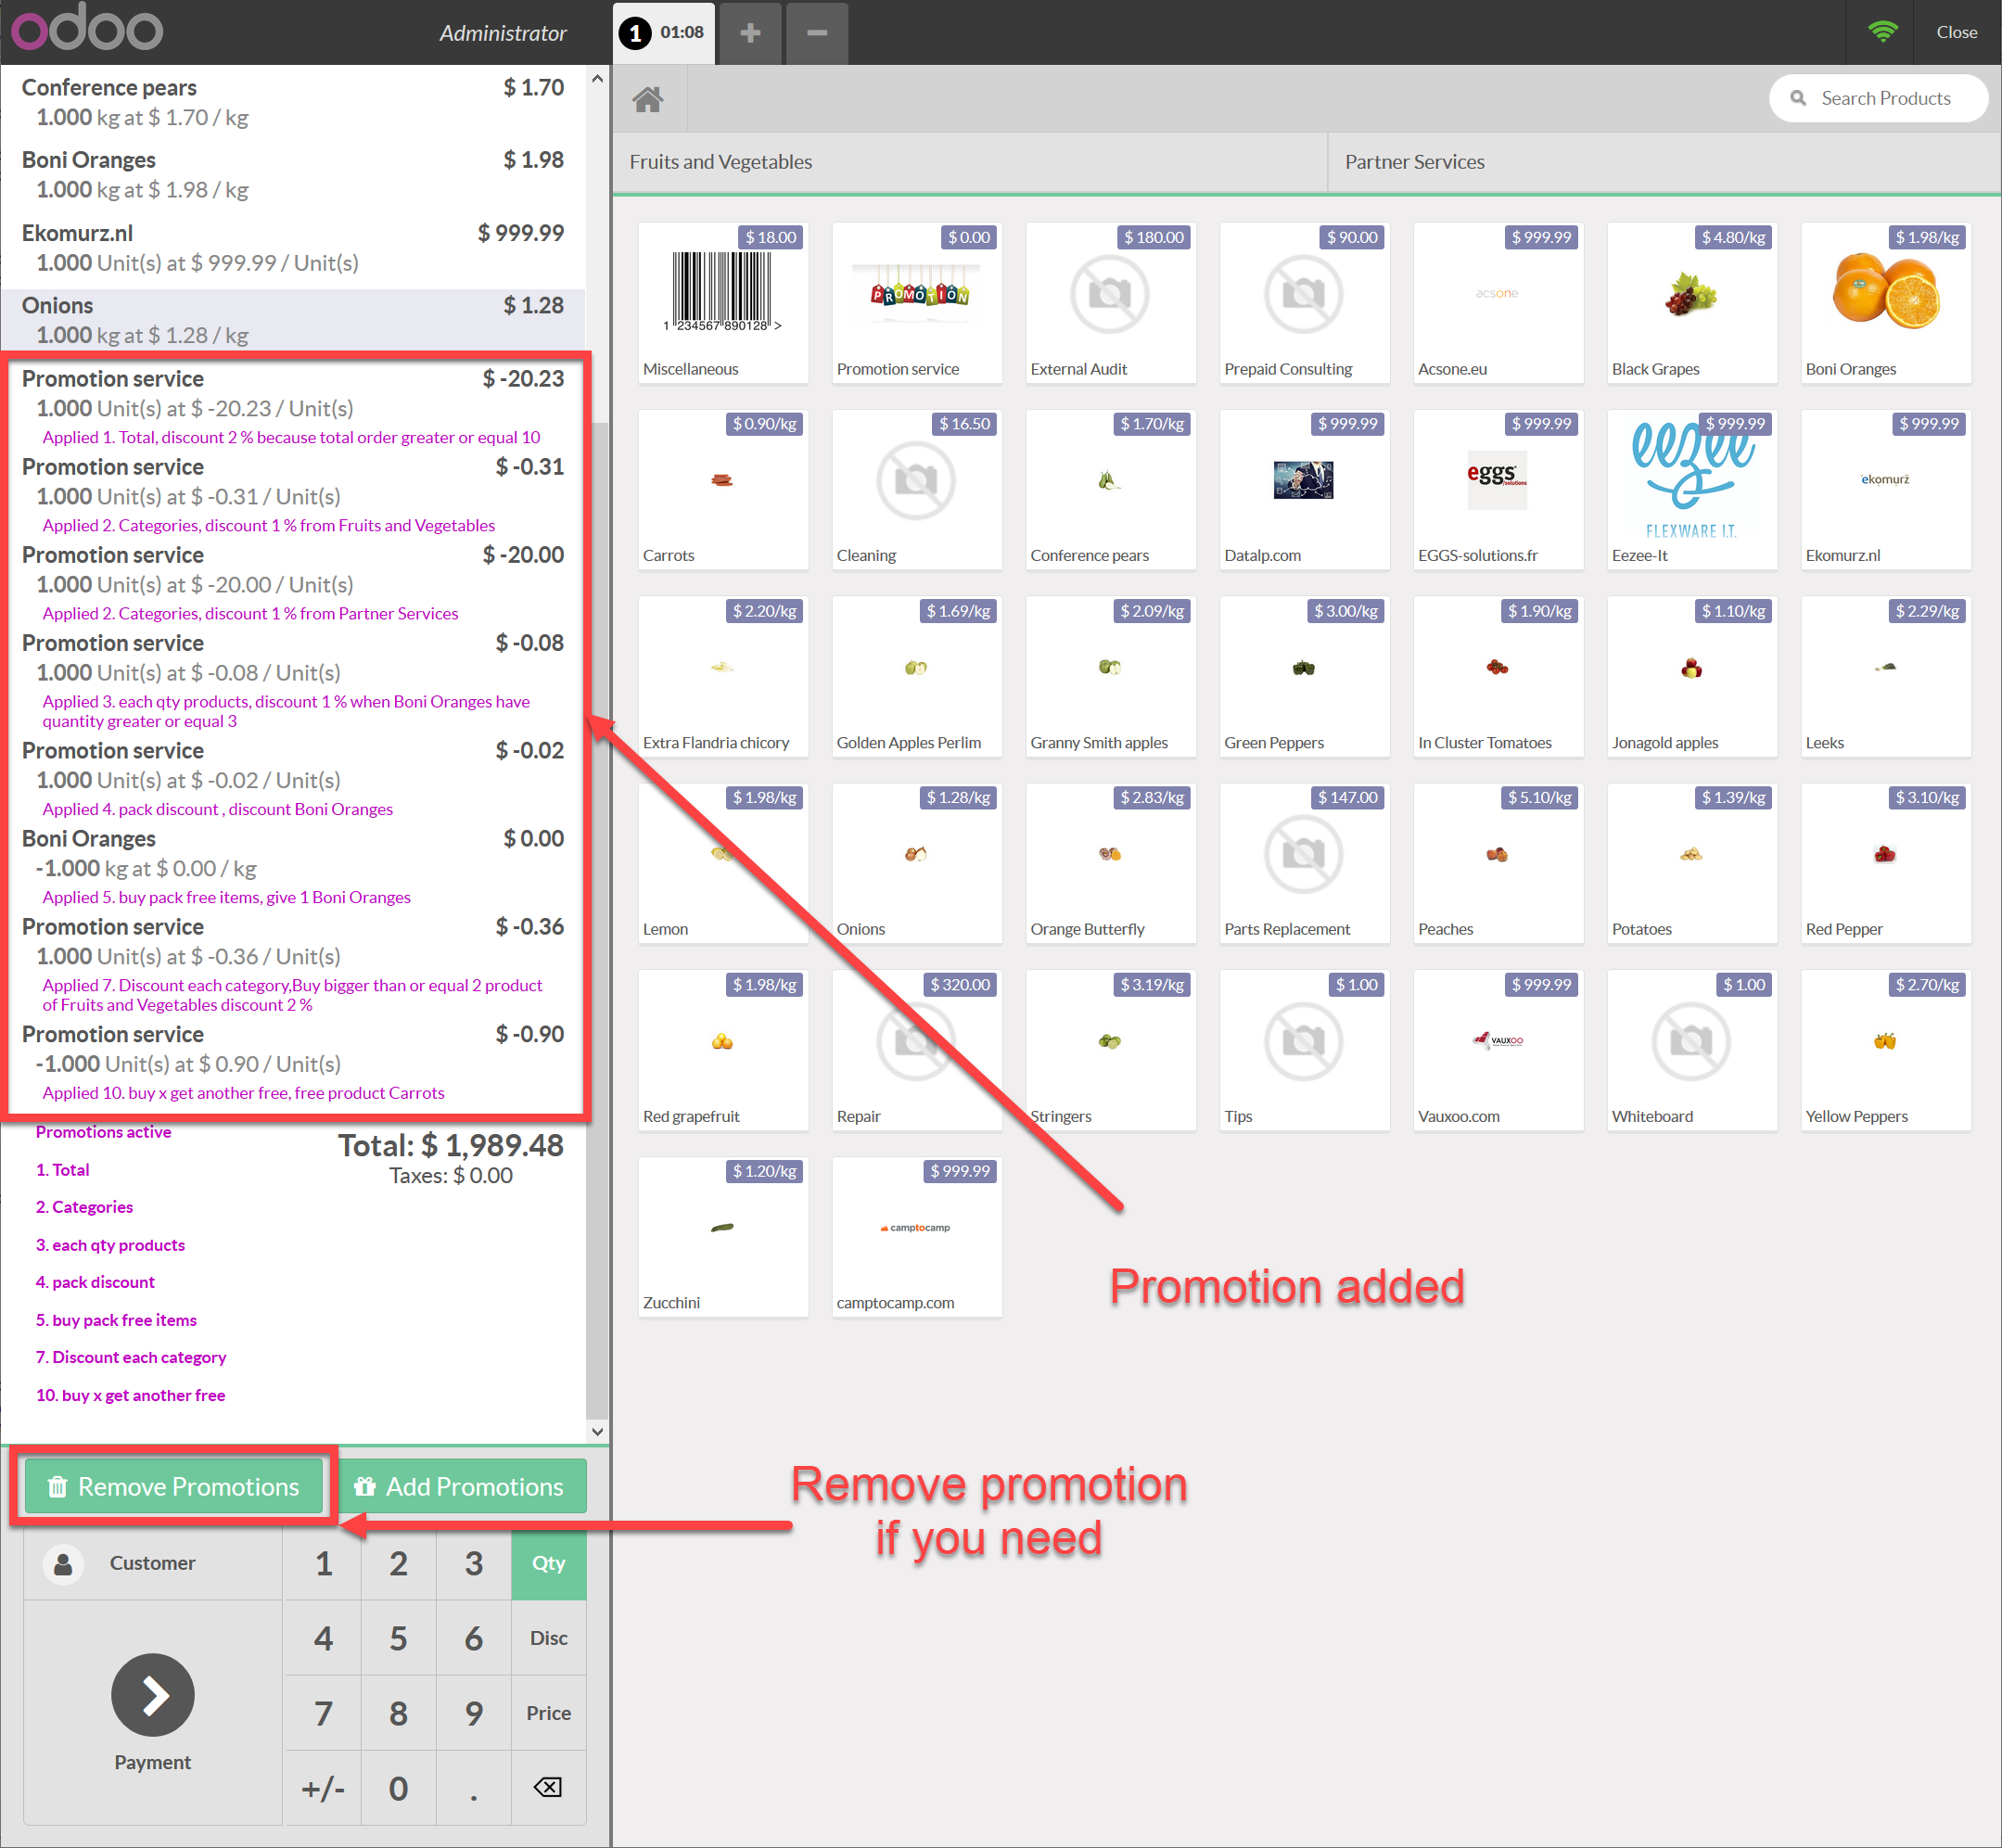 odoo
Administrator
1 01:08
Close
Conference pears $ 1.70
1.000 kg at $ 1.70 / kg
Boni Oranges $ 1.98
1.000 kg at $ 1.98 / kg
Ekomurz.nl $ 999.99
1.000 Unit(s) at $ 999.99 / Unit(s)
Onions $ 1.28
1.000 kg at $ 1.28 / kg
Promotion service $ -20.23
1.000 Unit(s) at $ -20.23 / Unit(s)
Applied 1. Total, discount 2 % because total order greater or equal 10
Promotion service $ -0.31
1.000 Unit(s) at $ -0.31 / Unit(s)
Applied 2. Categories, discount 1 % from Fruits and Vegetables
Promotion service $ -20.00
1.000 Unit(s) at $ -20.00 / Unit(s)
Applied 2. Categories, discount 1 % from Partner Services
Promotion service $ -0.08
1.000 Unit(s) at $ -0.08 / Unit(s)
Applied 3. each qty products, discount 1 % when Boni Oranges have
quantity greater or equal 3
Promotion service $ -0.02
1.000 Unit(s) at $ -0.02 / Unit(s)
Applied 4. pack discount , discount Boni Oranges
Boni Oranges $ 0.00
-1.000 kg at $ 0.00 / kg
Applied 5. buy pack free items, give 1 Boni Oranges
Promotion service $ -0.36
1.000 Unit(s) at $ -0.36 / Unit(s)
Applied 7. Discount each category,Buy bigger than or equal 2 product
of Fruits and Vegetables discount 2 %
Promotion service $ -0.90
-1.000 Unit(s) at $ 0.90 / Unit(s)
Applied 10. buy x get another free, free product Carrots
Promotions active
Total: $ 1,989.48
Taxes: $ 0.00
1. Total
2. Categories
3. each qty products
4. pack discount
5. buy pack free items
7. Discount each category
10. buy x get another free
Remove Promotions
Add Promotions
Customer
1 2 3 Qty
4 5 6 Disc
7 8 9 Price
+/- 0 .
Payment
Search Products
Fruits and Vegetables
Partner Services
$ 18.00
1 234567 890128 >
Miscellaneous
$ 0.00
PROMOTION
Promotion service
$ 180.00
External Audit
$ 90.00
Prepaid Consulting
$ 999.99
acsone
Acsone.eu
$ 4.80/kg
Black Grapes
$ 1.98/kg
Boni Oranges
$ 0.90/kg
Carrots
$ 16.50
Cleaning
$ 1.70/kg
Conference pears
$ 999.99
Datalp.com
$ 999.99
eggs
solutions
EGGS-solutions.fr
$ 999.99
eezee
FLEXWARE I.T.
Eezee-It
$ 999.99
ekomurz
Ekomurz.nl
$ 2.20/kg
Extra Flandria chicory
$ 1.69/kg
Golden Apples Perlim
$ 2.09/kg
Granny Smith apples
$ 3.00/kg
Green Peppers
$ 1.90/kg
In Cluster Tomatoes
$ 1.10/kg
Jonagold apples
$ 2.29/kg
Leeks
$ 1.98/kg
Lemon
$ 1.28/kg
Onions
$ 2.83/kg
Orange Butterfly
$ 147.00
Parts Replacement
$ 5.10/kg
Peaches
$ 1.39/kg
Potatoes
$ 3.10/kg
Red Pepper
$ 1.98/kg
Red grapefruit
$ 320.00
Repair
$ 3.19/kg
Stringers
$ 1.00
Tips
$ 999.99
VAUXOO
Vauxoo.com
$ 1.00
Whiteboard
$ 2.70/kg
Yellow Peppers
$ 1.20/kg
Zucchini
$ 999.99
camptocamp
camptocamp.com
Promotion added
Remove promotion
if you need